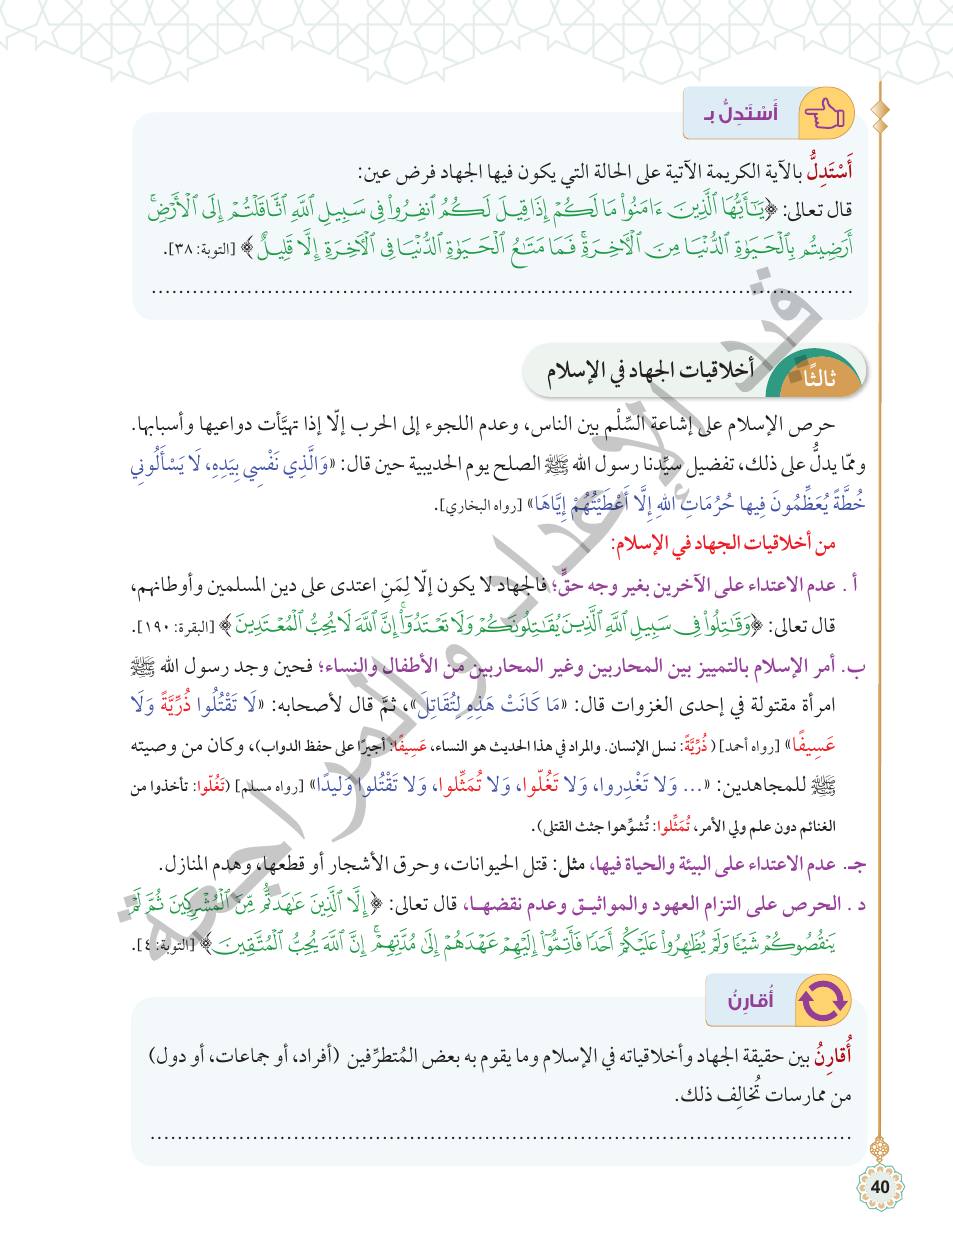 أَسْتَدِلُّ بـ
أَسْتَدِلُّ بالآية الكريمة الآتية على الحالة التي يكون فيها الجهاد فرض عين:
قال تعالى: ﴿يَٰٓأَيُّهَا ٱلَّذِينَ ءَامَنُوا۟ مَا لَكُمْ إِذَا قِيلَ لَكُمُ ٱنفِرُوا۟ فِى سَبِيلِ ٱللَّهِ ٱثَّاقَلْتُمْ إِلَى ٱلْأَرْضِ ۚ
أَرَضِيتُم بِٱلْحَيَوٰةِ ٱلدُّنْيَا مِنَ ٱلْـَٔاخِرَةِ ۚ فَمَا مَتَٰعُ ٱلْحَيَوٰةِ ٱلدُّنْيَا فِى ٱلْـَٔاخِرَةِ إِلَّا قَلِيلٌ﴾ [التوبة: ٣٨].
ثالثًا
أخلاقيات الجهاد في الإسلام
حرص الإسلام على إشاعة السِّلْم بين الناس، وعدم اللجوء إلى الحرب إلّا إذا تهيَّأت دواعيها وأسبابها.
وممّا يدلُّ على ذلك، تفضيل سيِّدنا رسول الله ﷺ الصلح يوم الحديبية حين قال: «وَالَّذِي نَفْسِي بِيَدِهِ، لَا يَسْأَلُونِي
خُطَّةً يُعَظِّمُونَ فِيها حُرُمَاتِ اللهِ إِلَّا أَعْطَيْتُهُمْ إِيَّاهَا» [رواه البخاري].
من أخلاقيات الجهاد في الإسلام:
أ . عدم الاعتداء على الآخرين بغير وجه حقٍّ؛ فالجهاد لا يكون إلّا لِمَنِ اعتدى على دين المسلمين وأوطانهم،
قال تعالى: ﴿وَقَٰتِلُوا۟ فِى سَبِيلِ ٱللَّهِ ٱلَّذِينَ يُقَٰتِلُونَكُمْ وَلَا تَعْتَدُوٓا۟ ۚ إِنَّ ٱللَّهَ لَا يُحِبُّ ٱلْمُعْتَدِينَ﴾ [البقرة: ١٩٠].
ب. أمر الإسلام بالتمييز بين المحاربين وغير المحاربين من الأطفال والنساء؛ فحين وجد رسول الله ﷺ
امرأة مقتولة في إحدى الغزوات قال: «مَا كَانَتْ هَذِهِ لِتُقَاتِلَ»، ثمَّ قال لأصحابه: «لَا تَقْتُلُوا ذُرِّيَّةً وَلَا
عَسِيفًا» [رواه أحمد] (ذُرِّيَّةً: نسل الإنسان. والمراد في هذا الحديث هو النساء، عَسِيفًا: أجيرًا على حفظ الدواب)، وكان من وصيته
ﷺ للمجاهدين: «... وَلا تَغْدِروا، وَلا تَغُلّوا، وَلا تُمَثِّلوا، وَلا تَقْتُلوا وَليدًا» [رواه مسلم] (تَغُلّوا: تأخذوا من
الغنائم دون علم ولي الأمر، تُمَثِّلوا: تُشوِّهوا جثث القتلى).
جـ. عدم الاعتداء على البيئة والحياة فيها، مثل: قتل الحيوانات، وحرق الأشجار أو قطعها، وهدم المنازل.
د . الحرص على التزام العهود والمواثيق وعدم نقضها، قال تعالى: ﴿إِلَّا ٱلَّذِينَ عَٰهَدتُّم مِّنَ ٱلْمُشْرِكِينَ ثُمَّ لَمْ
يَنقُصُوكُمْ شَيْـًٔا وَلَمْ يُظَٰهِرُوا۟ عَلَيْكُمْ أَحَدًا فَأَتِمُّوٓا۟ إِلَيْهِمْ عَهْدَهُمْ إِلَىٰ مُدَّتِهِمْ ۚ إِنَّ ٱللَّهَ يُحِبُّ ٱلْمُتَّقِينَ﴾ [التوبة: ٤].
أُقارِنُ
أُقارِنُ بين حقيقة الجهاد وأخلاقياته في الإسلام وما يقوم به بعض المُتطرِّفين (أفراد، أو جماعات، أو دول)
من ممارسات تُخالِف ذلك.
40
قيد الإعداد والمراجعة